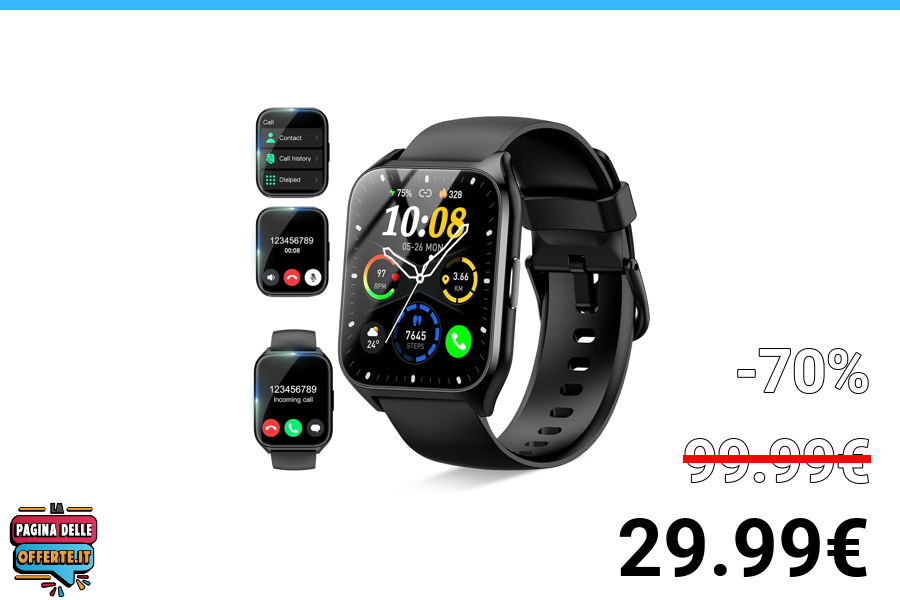 Call
Contact
Call history
Dialpad
123456789
00:08
123456789
Incoming call
75%
328
10:08
05-26 MON
97
BPM
3.66
KM
24°
7645
STEPS
-70%
99.99€
29.99€
LA
PAGINA DELLE
OFFERTE.IT